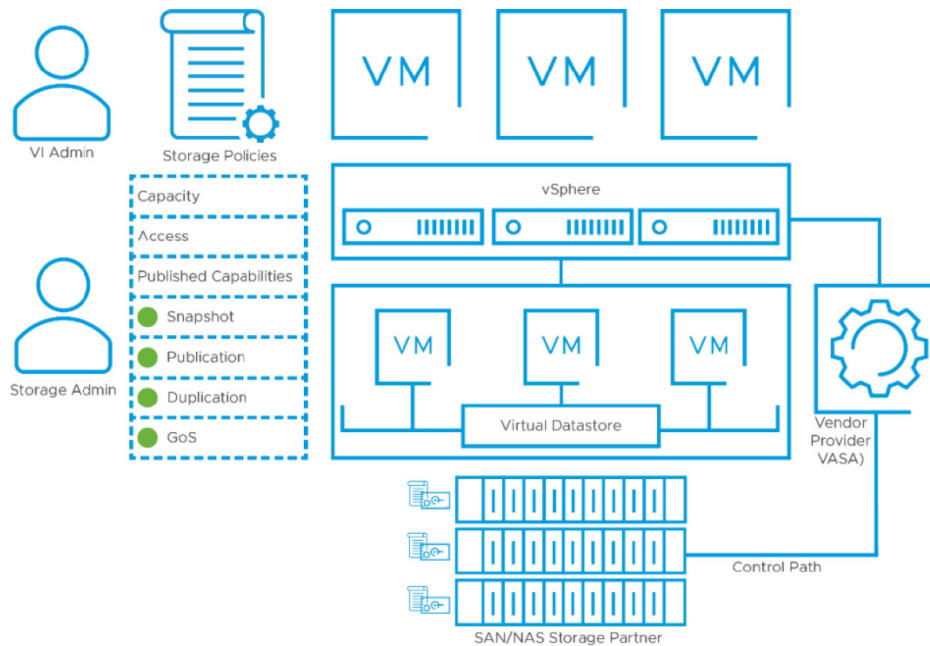 VM
VM
VM
VI Admin
Storage Policies
Capacity
Access
Published Capabilities
Snapshot
Publication
Duplication
GoS
Storage Admin
vSphere
VM
VM
VM
Virtual Datastore
Vendor
Provider
VASA)
Control Path
SAN/NAS Storage Partner